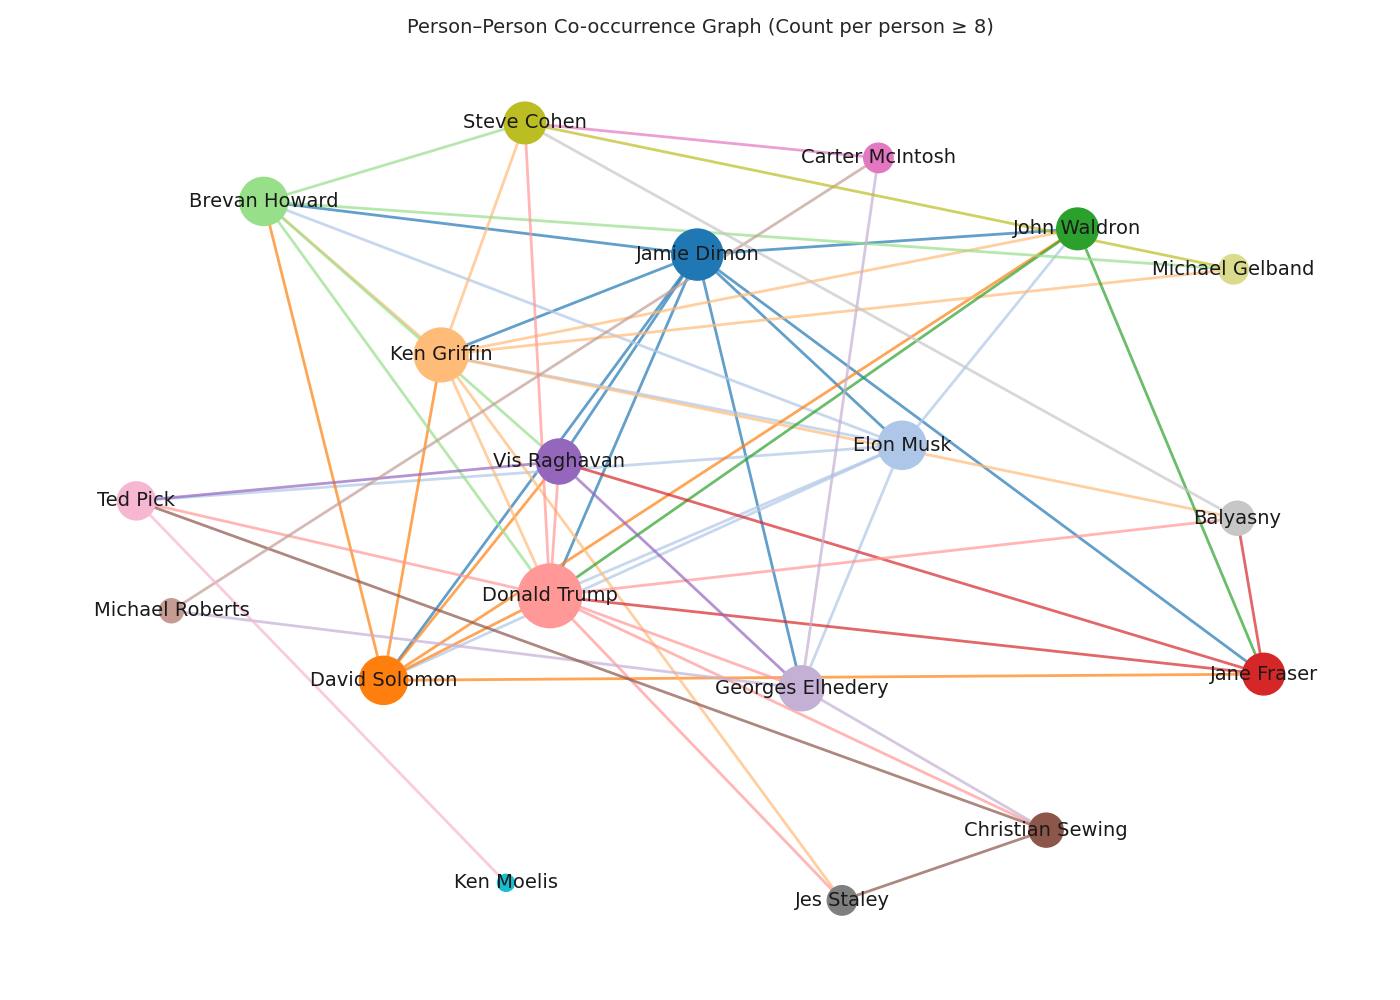 Person–Person Co-occurrence Graph (Count per person ≥ 8)
Steve Cohen
Carter McIntosh
Brevan Howard
John Waldron
Jamie Dimon
Michael Gelband
Ken Griffin
Elon Musk
Vis Raghavan
Ted Pick
Balyasny
Donald Trump
Michael Roberts
Jane Fraser
David Solomon
Georges Elhedery
Christian Sewing
Ken Moelis
Jes Staley